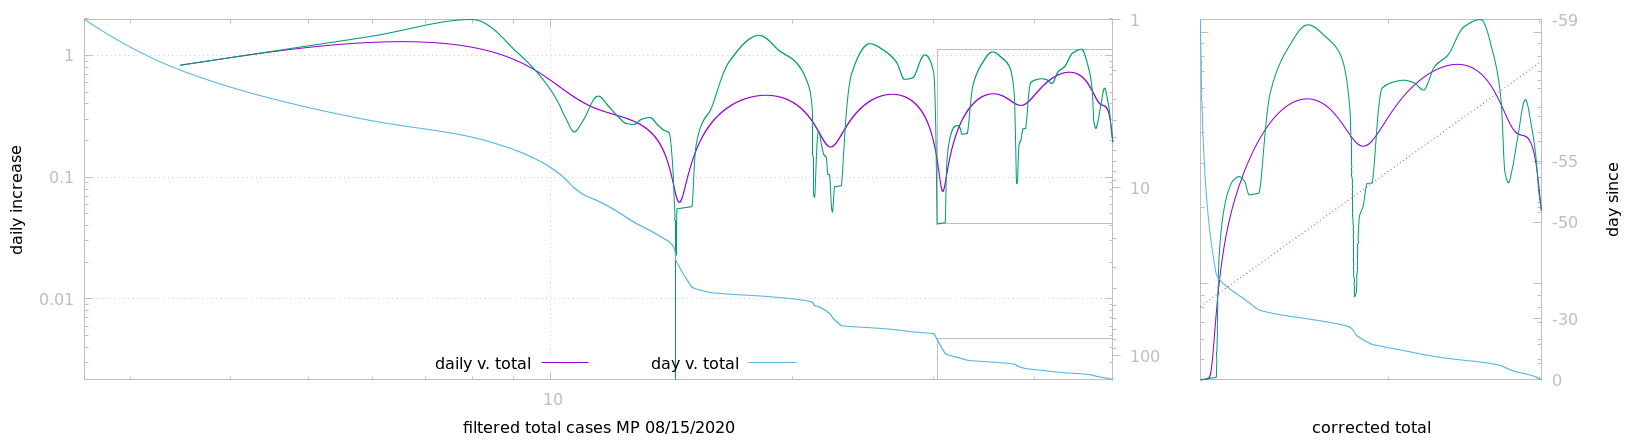 daily increase
1
0.1
0.01
10
daily v. total
day v. total
filtered total cases MP 08/15/2020
1
10
100
-59
-55
-50
-30
0
day since
corrected total